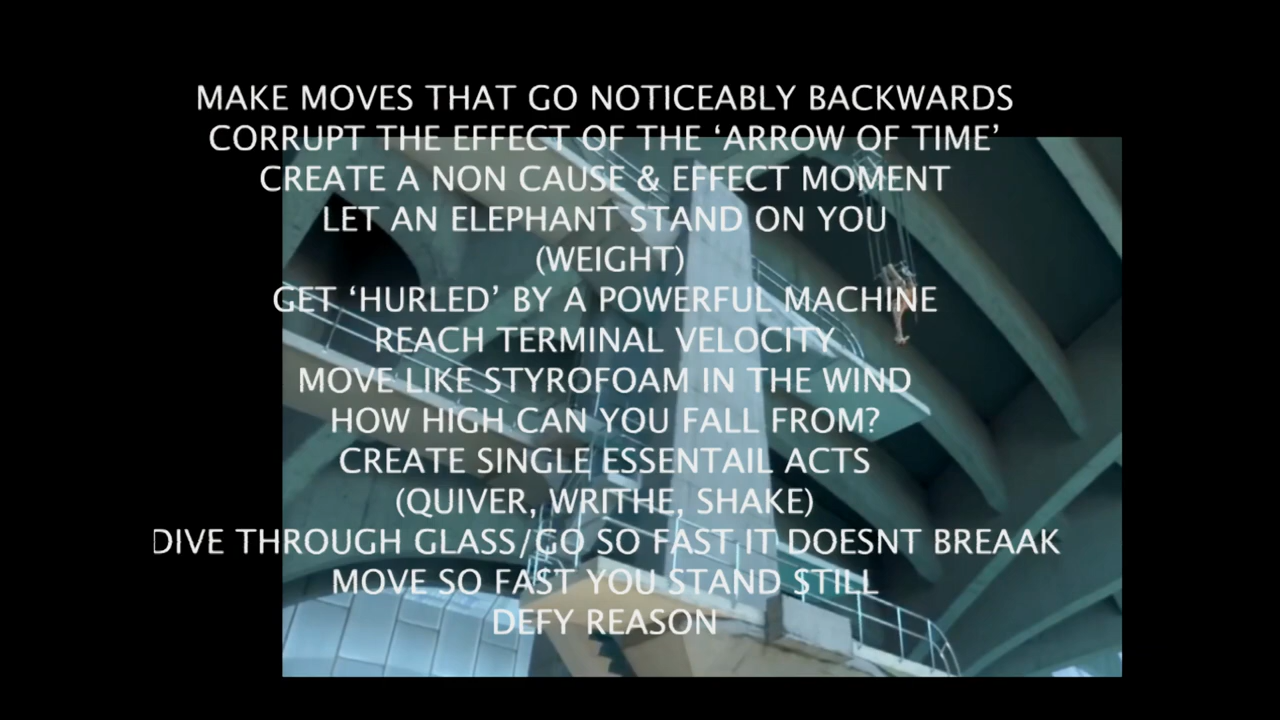 MAKE MOVES THAT GO NOTICEABLY BACKWARDS
CORRUPT THE EFFECT OF THE ‘ARROW OF TIME’
CREATE A NON CAUSE & EFFECT MOMENT
LET AN ELEPHANT STAND ON YOU
(WEIGHT)
GET ‘HURLED’ BY A POWERFUL MACHINE
REACH TERMINAL VELOCITY
MOVE LIKE STYROFOAM IN THE WIND
HOW HIGH CAN YOU FALL FROM?
CREATE SINGLE ESSENTAIL ACTS
(QUIVER, WRITHE, SHAKE)
DIVE THROUGH GLASS/GO SO FAST IT DOESNT BREAAK
MOVE SO FAST YOU STAND STILL
DEFY REASON